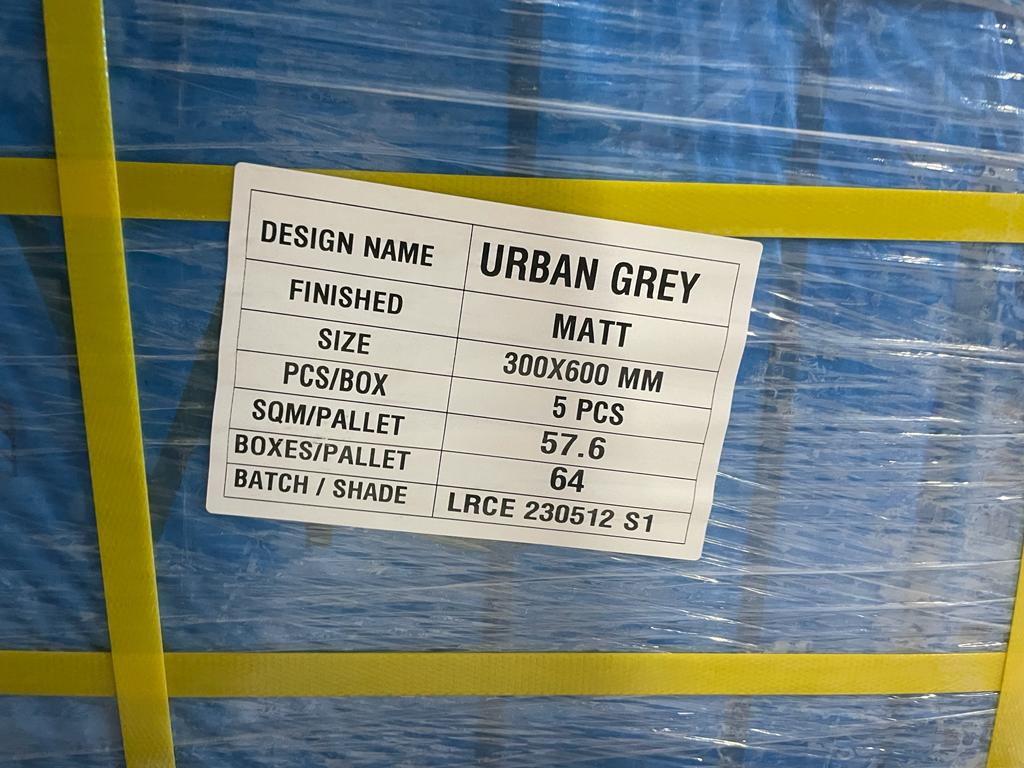 DESIGN NAME URBAN GREY
FINISHED MATT
SIZE 300X600 MM
PCS/BOX 5 PCS
SQM/PALLET 57.6
BOXES/PALLET 64
BATCH / SHADE LRCE 230512 S1